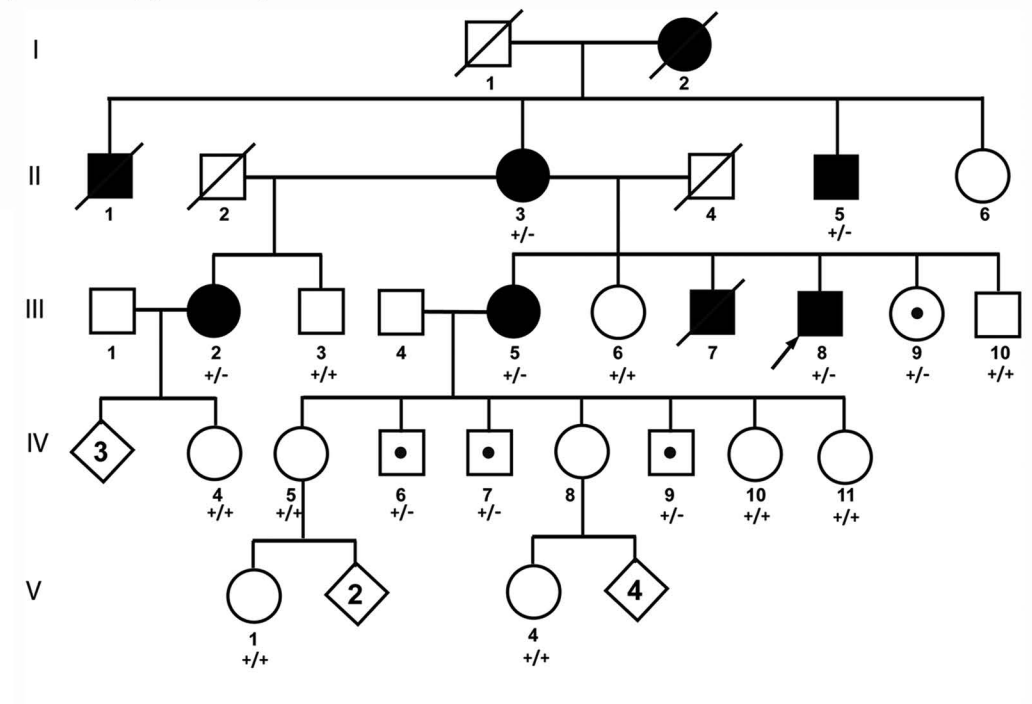 I
1 2
II
1 2 3 4 5 6
+/- +/-
III
1 2 3 4 5 6 7 8 9 10
+/- +/+ +/- +/+ +/- +/- +/+
IV
3
4 5 6 7 8 9 10 11
+/+ +/+ +/- +/- +/- +/+ +/+
V
2 4
1 4
+/+ +/+